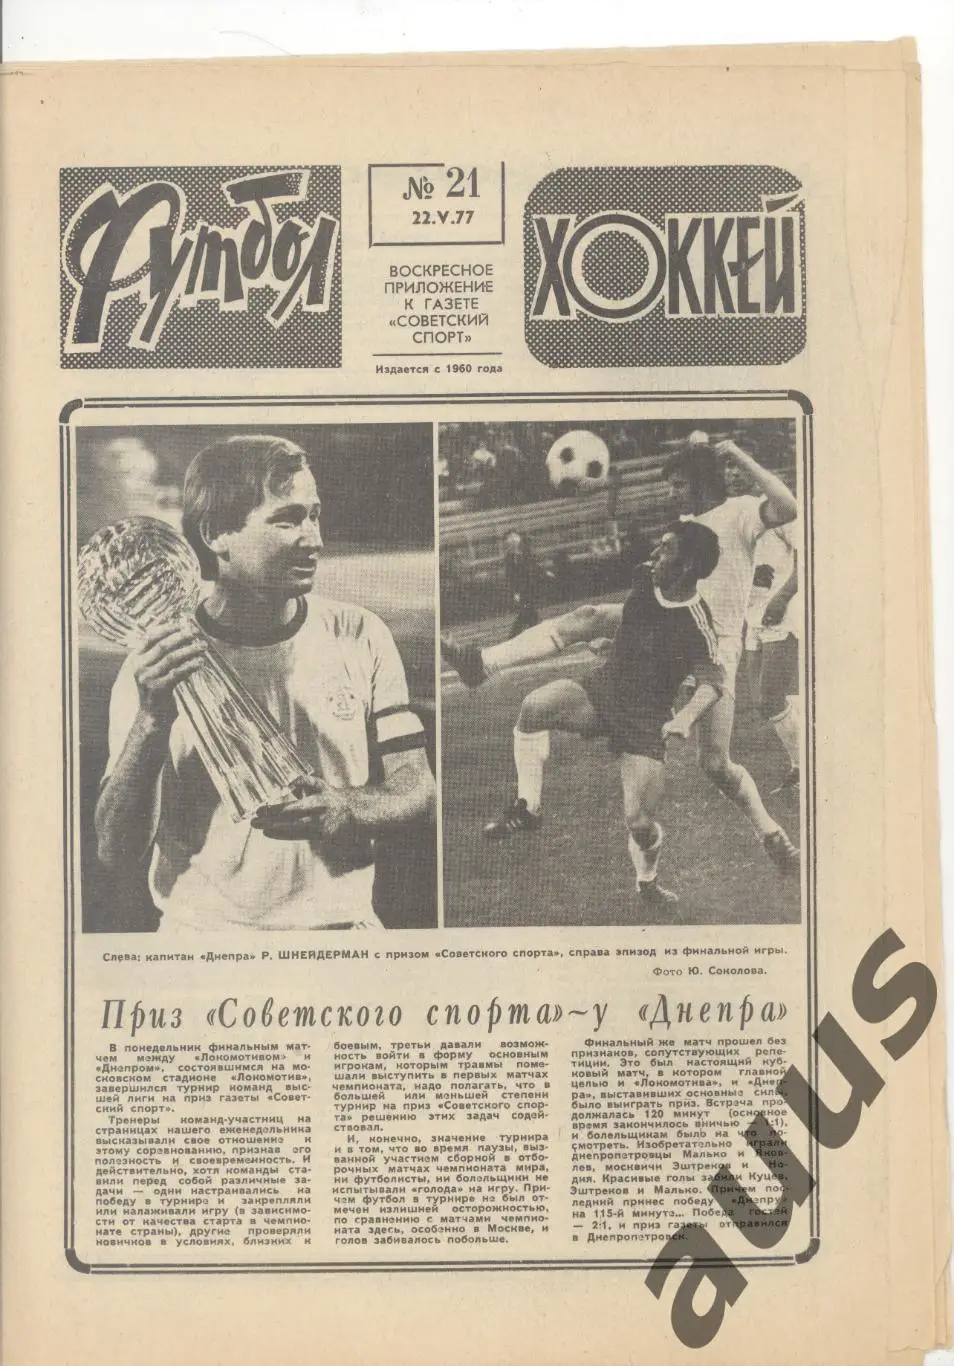 Футбол
№ 21
22.V.77
ВОСКРЕСНОЕ
ПРИЛОЖЕНИЕ
К ГАЗЕТЕ
«СОВЕТСКИЙ
СПОРТ»
Издается с 1960 года
ХОККЕЙ
Слева: капитан «Днепра» Р. ШНЕЙДЕРМАН с призом «Советского спорта», справа эпизод из финальной игры.
Фото Ю. Соколова.
Приз «Советского спорта»~у «Днепра»
В понедельник финальным мат-
чем между «Локомотивом» и
«Днепром», состоявшимся на мо-
сковском стадионе «Локомотив»,
завершился турнир команд выс-
шей лиги на приз газеты «Совет-
ский спорт».
Тренеры команд-участниц на
страницах нашего еженедельника
высказывали свое отношение к
этому соревнованию, признав его
полезность и своевременность. И
действительно, хотя команды ста-
вили перед собой различные за-
дачи — одни настраивались на
победу в турнире и закрепляли
или налаживали игру (в зависимо-
сти от качества старта в чемпио-
нате страны), другие проверяли
новичков в условиях, близких к
боевым, третьи давали возмож-
ность войти в форму основным
игрокам, которым травмы поме-
шали выступить в первых матчах
чемпионата, надо полагать, что в
большей или меньшей степени
турнир на приз «Советского спор-
та» решению этих задач содей-
ствовал.
И, конечно, значение турнира
и в том, что во время паузы, выз-
ванной участием сборной в отбо-
рочных матчах чемпионата мира,
ни футболисты, ни болельщики не
испытывали «голода» на игру. При-
чем футбол в турнире не был от-
мечен излишней осторожностью,
по сравнению с матчами чемпио-
ната здесь, особенно в Москве, и
голов забивалось побольше.
Финальный же матч прошел без
признаков, сопутствующих репе-
тиции. Это был настоящий куб-
ковый матч, в котором главной
целью и «Локомотива», и «Днеп-
ра», выставивших основные силы,
было выиграть приз. Встреча про-
должалась 120 минут (основное
время закончилось вничью — 1:1),
и болельщикам было на что по-
смотреть. Изобретательно играли
днепропетровцы Малько и Яков-
лев, москвичи Эштреков и Но-
дия. Красивые голы забили Куцев,
Эштреков и Малько. Причем пос-
ледний принес победу «Днепру»
на 115-й минуте... Победа гостей
— 2:1, и приз газеты отправился
в Днепропетровск.
aus